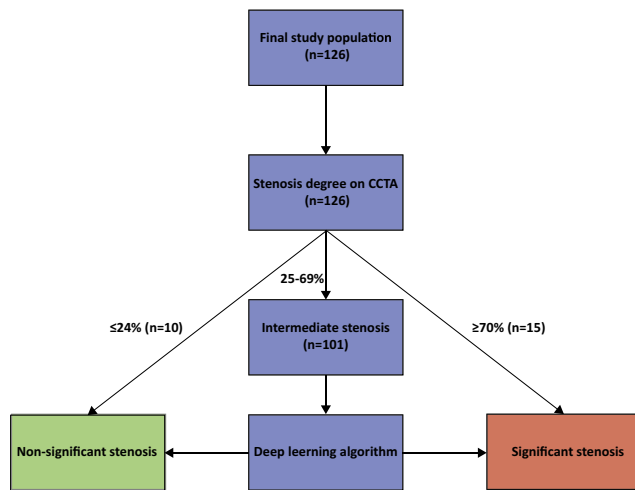 Final study population
(n=126)
Stenosis degree on CCTA
(n=126)
25-69%
≤24% (n=10)
≥70% (n=15)
Intermediate stenosis
(n=101)
Non-significant stenosis
Deep learning algorithm
Significant stenosis